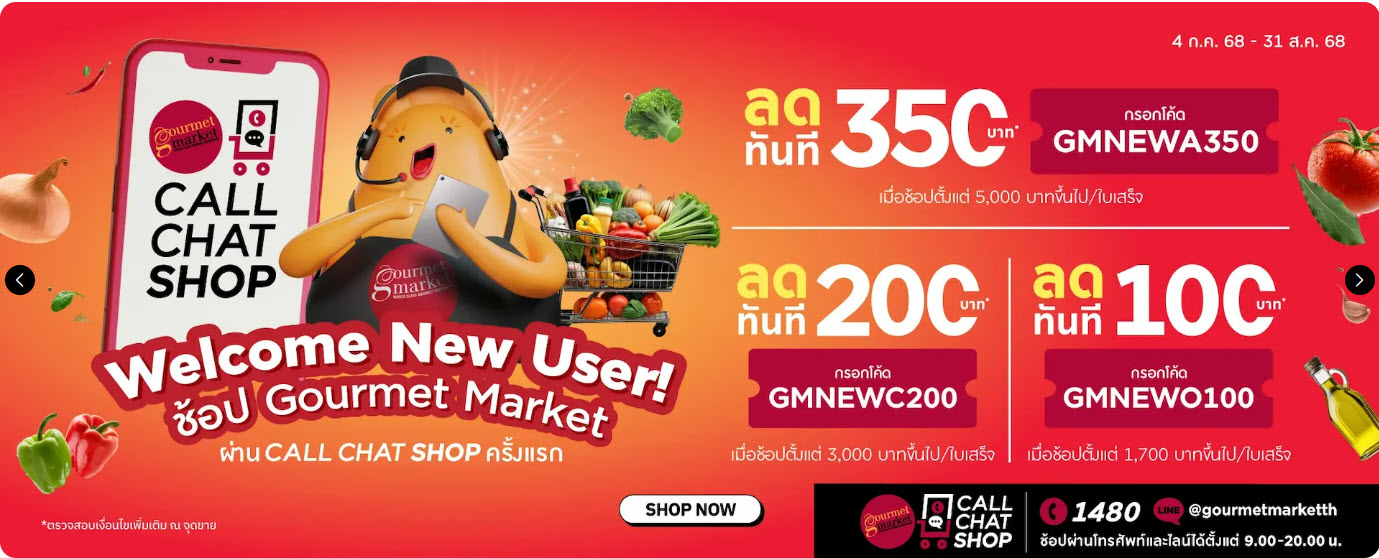 4 ก.ค. 68 - 31 ส.ค. 68
Gourmet
market
CALL
CHAT
SHOP
Gourmet
market
Welcome New User!
ช้อป Gourmet Market
ผ่าน CALL CHAT SHOP ครั้งแรก
*ตรวจสอบเงื่อนไขเพิ่มเติม ณ จุดขาย
ลด
ทันที
350
บาท*
กรอกโค้ด
GMNEWA350
เมื่อช้อปตั้งแต่ 5,000 บาทขึ้นไป/ใบเสร็จ
ลด
ทันที
200
บาท*
กรอกโค้ด
GMNEWC200
เมื่อช้อปตั้งแต่ 3,000 บาทขึ้นไป/ใบเสร็จ
ลด
ทันที
100
บาท*
กรอกโค้ด
GMNEWO100
เมื่อช้อปตั้งแต่ 1,700 บาทขึ้นไป/ใบเสร็จ
SHOP NOW
Gourmet
market
CALL
CHAT
SHOP
1480 LINE @gourmetmarketth
ช้อปผ่านโทรศัพท์และไลน์ได้ตั้งแต่ 9.00-20.00 น.